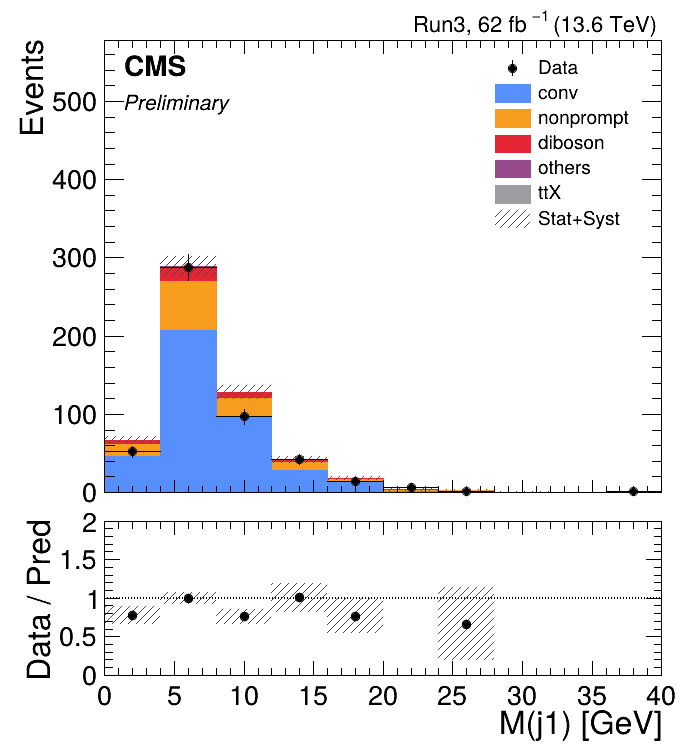 Run3, 62 fb⁻¹ (13.6 TeV)
CMS
Preliminary
Events
500
400
300
200
100
0
Data
conv
nonprompt
diboson
others
ttX
Stat+Syst
Data / Pred
2
1.5
1
0.5
0
0 5 10 15 20 25 30 35 40
M(j1) [GeV]